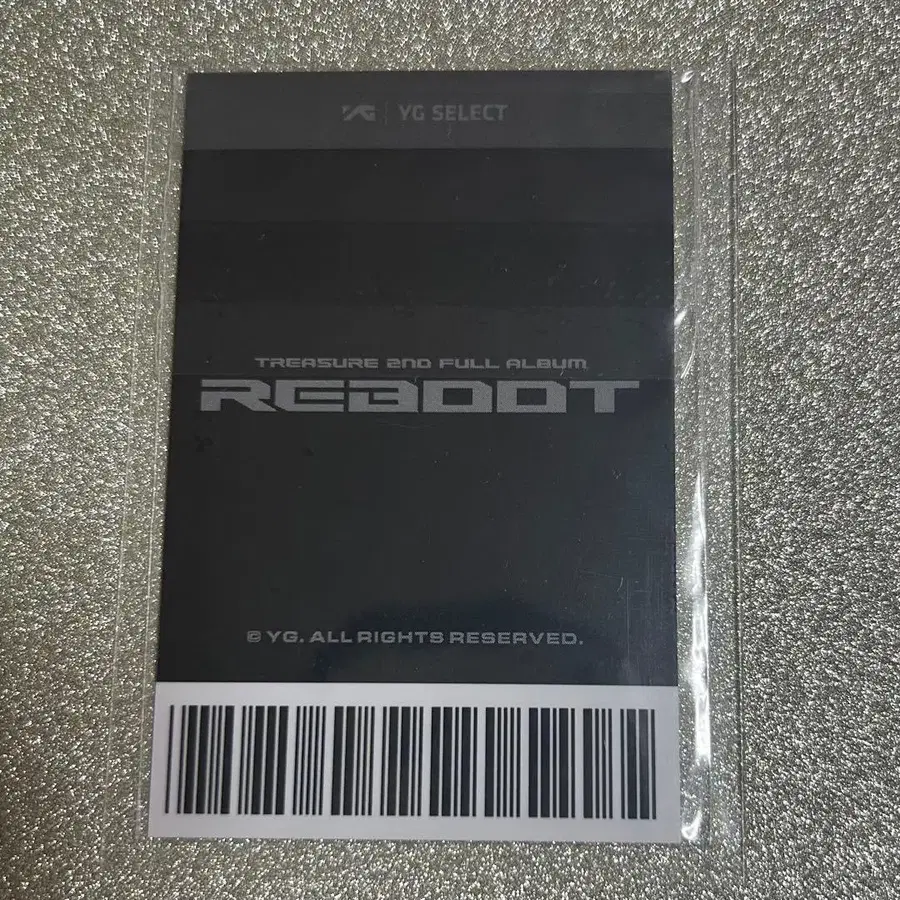 YG | YG SELECT
TREASURE 2ND FULL ALBUM
REBOOT
© YG. ALL RIGHTS RESERVED.